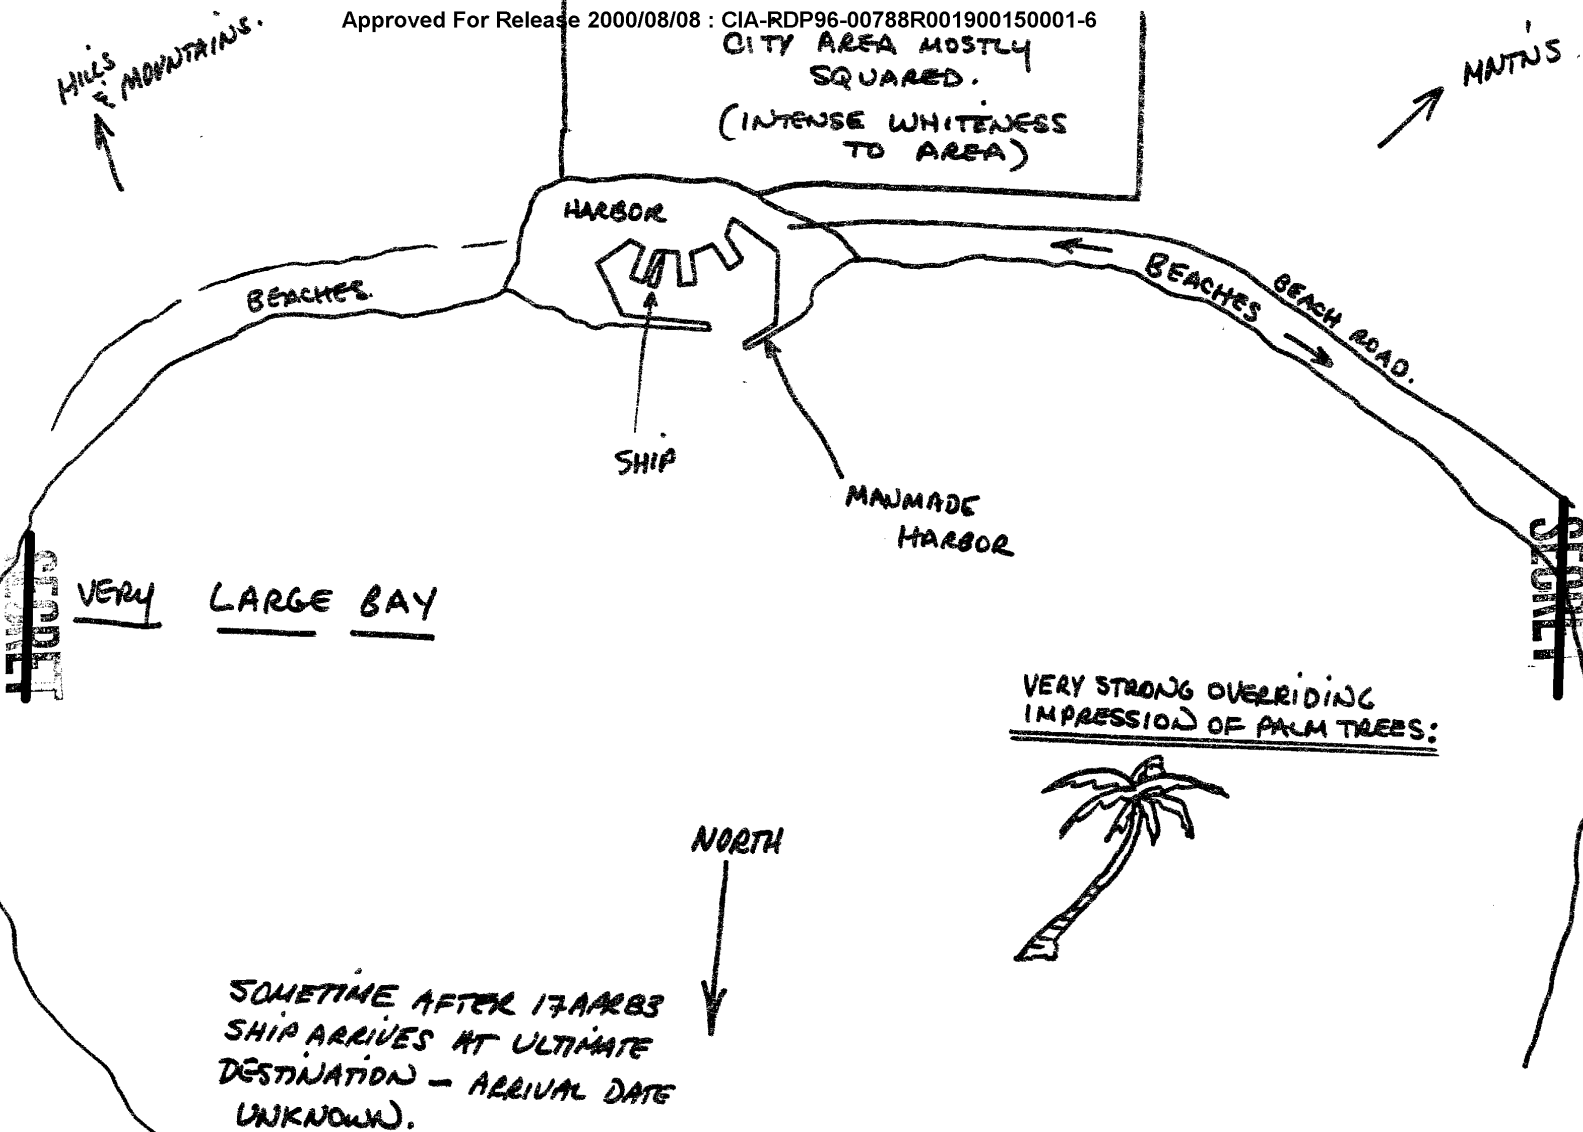 Approved For Release 2000/08/08 : CIA-RDP96-00788R001900150001-6
HILLS
& MOUNTAINS.
CITY AREA MOSTLY
SQUARED.
(INTENSE WHITENESS
TO AREA)
MNTNS.
HARBOR
BEACHES.
BEACHES
BEACH ROAD.
SHIP
MANMADE
HARBOR
SECRET
SECRET
VERY LARGE BAY
VERY STRONG OVERRIDING
IMPRESSION OF PALM TREES:
NORTH
SOMETIME AFTER 17APR83
SHIP ARRIVES AT ULTIMATE
DESTINATION - ARRIVAL DATE
UNKNOWN.